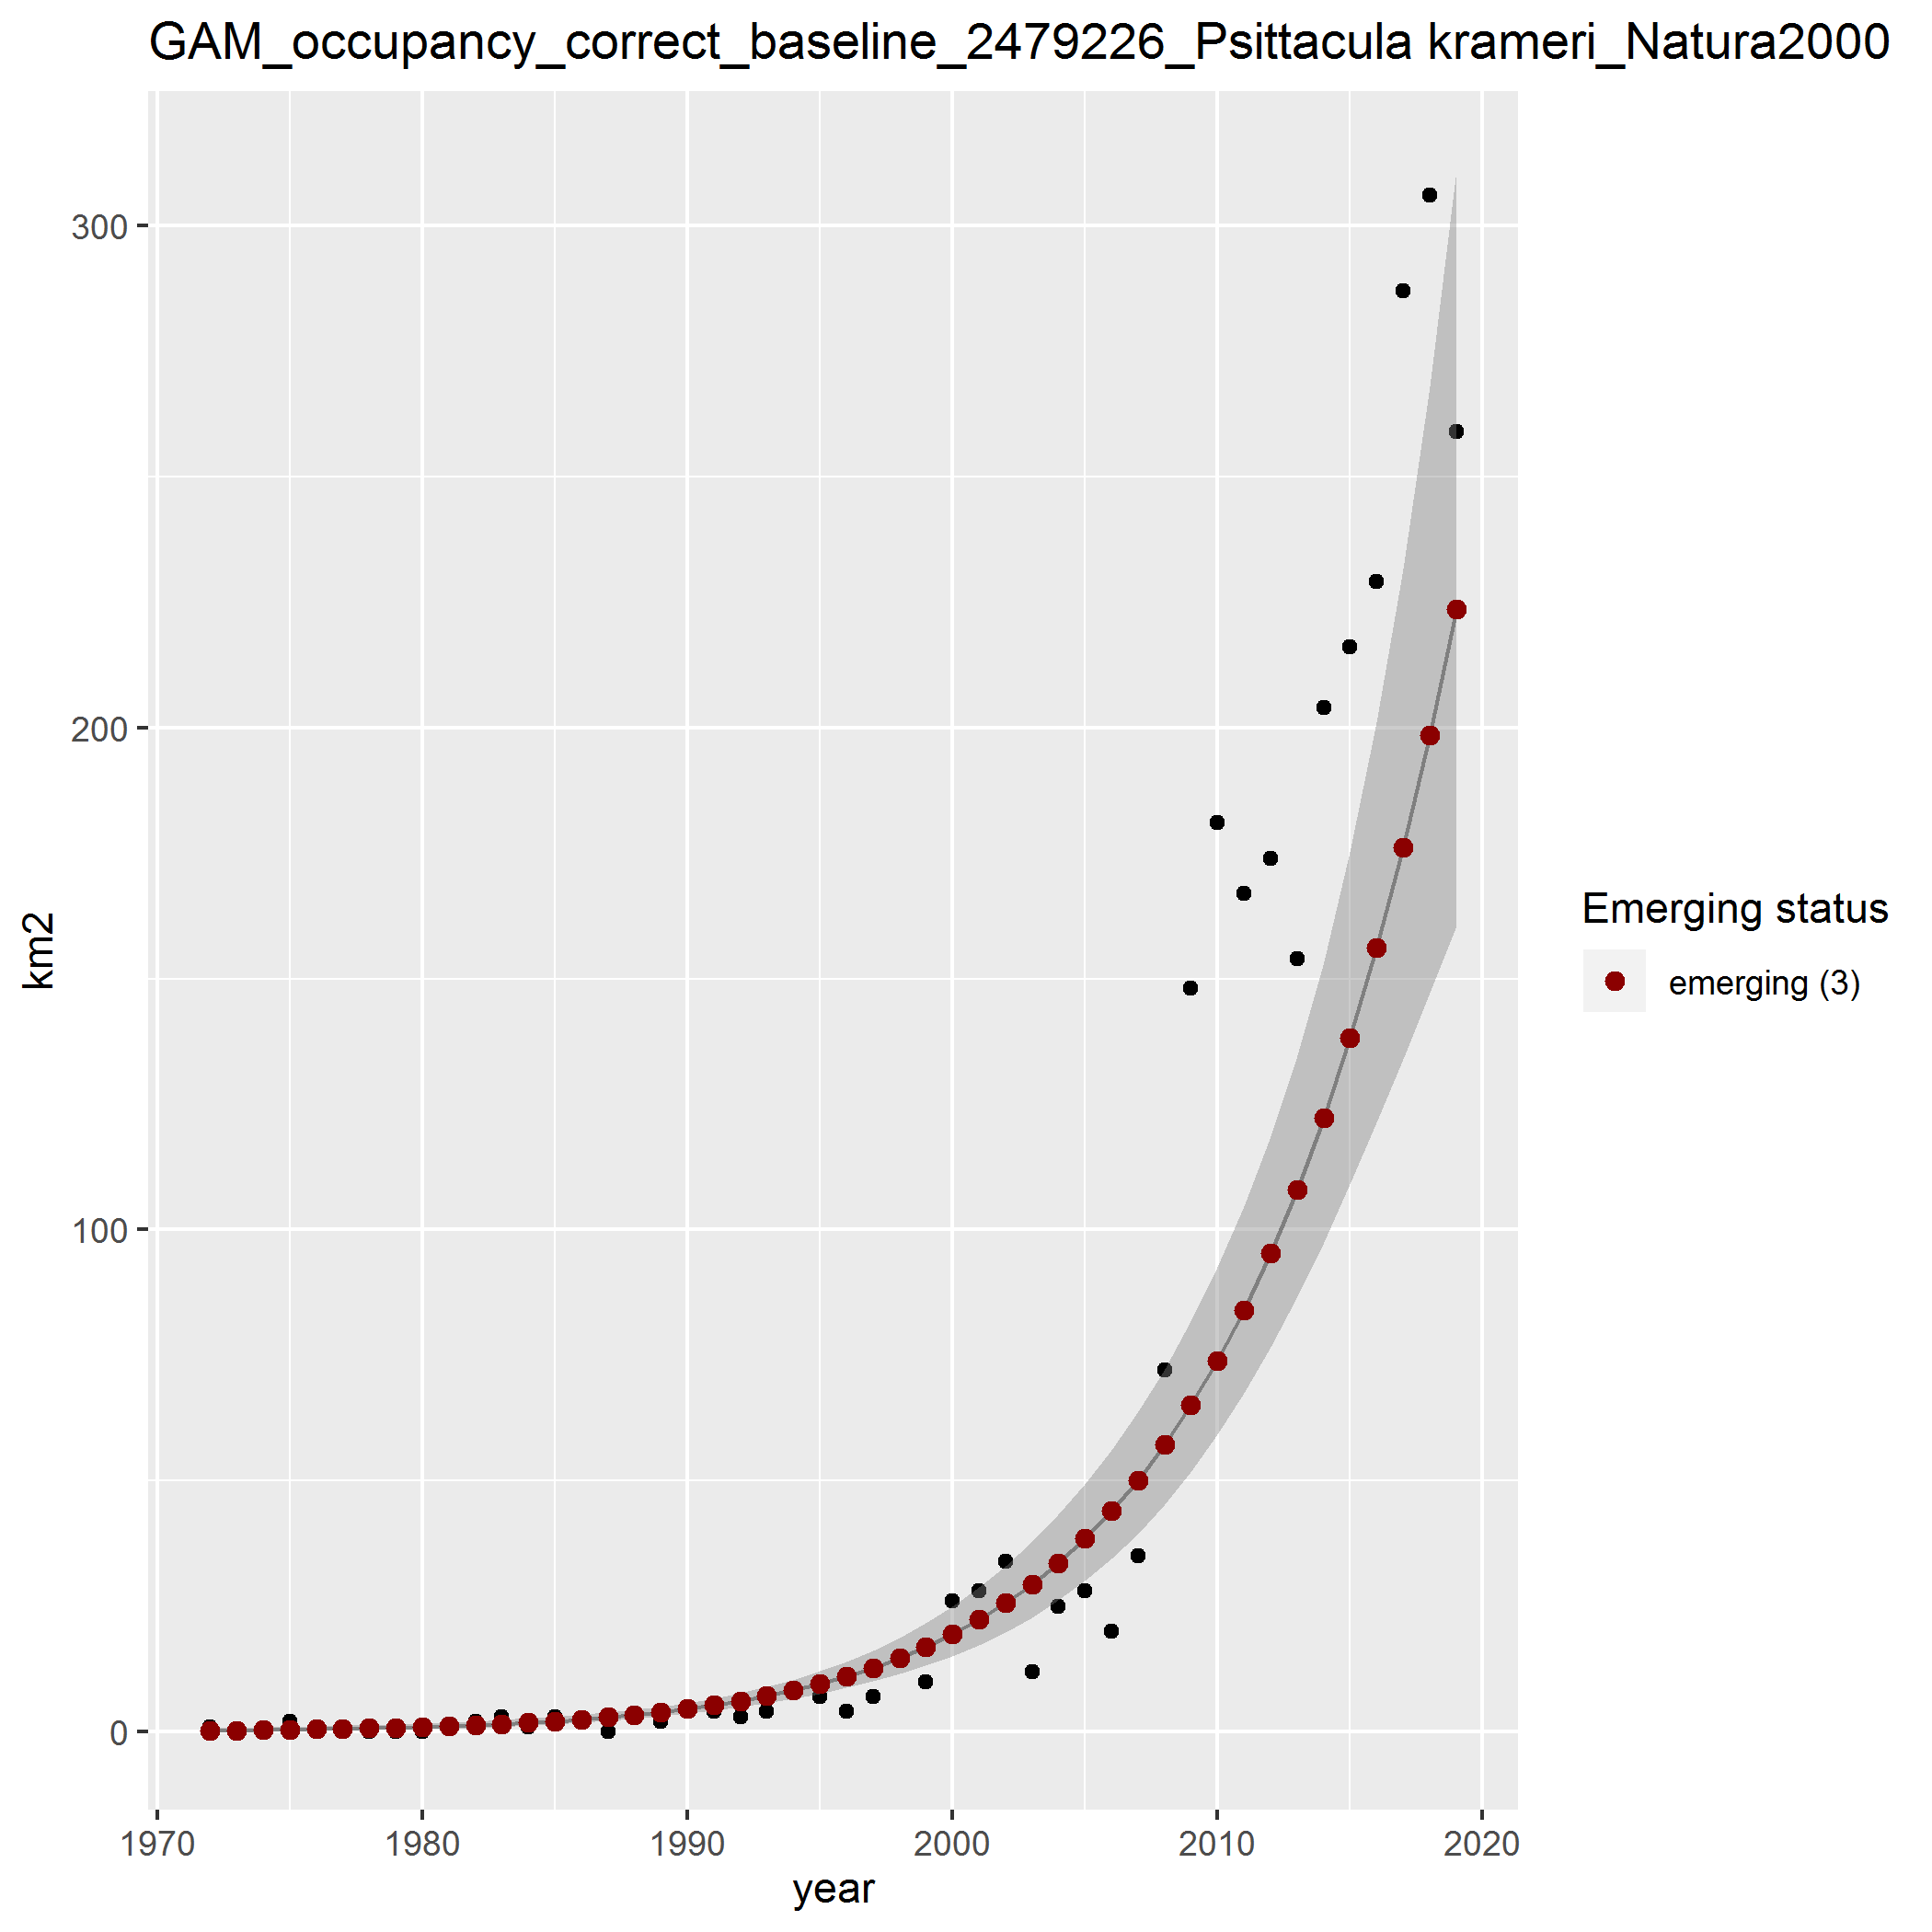 GAM_occupancy_correct_baseline_2479226_Psittacula krameri_Natura2000
300
200
100
0
km2
1970 1980 1990 2000 2010 2020
year
Emerging status
emerging (3)